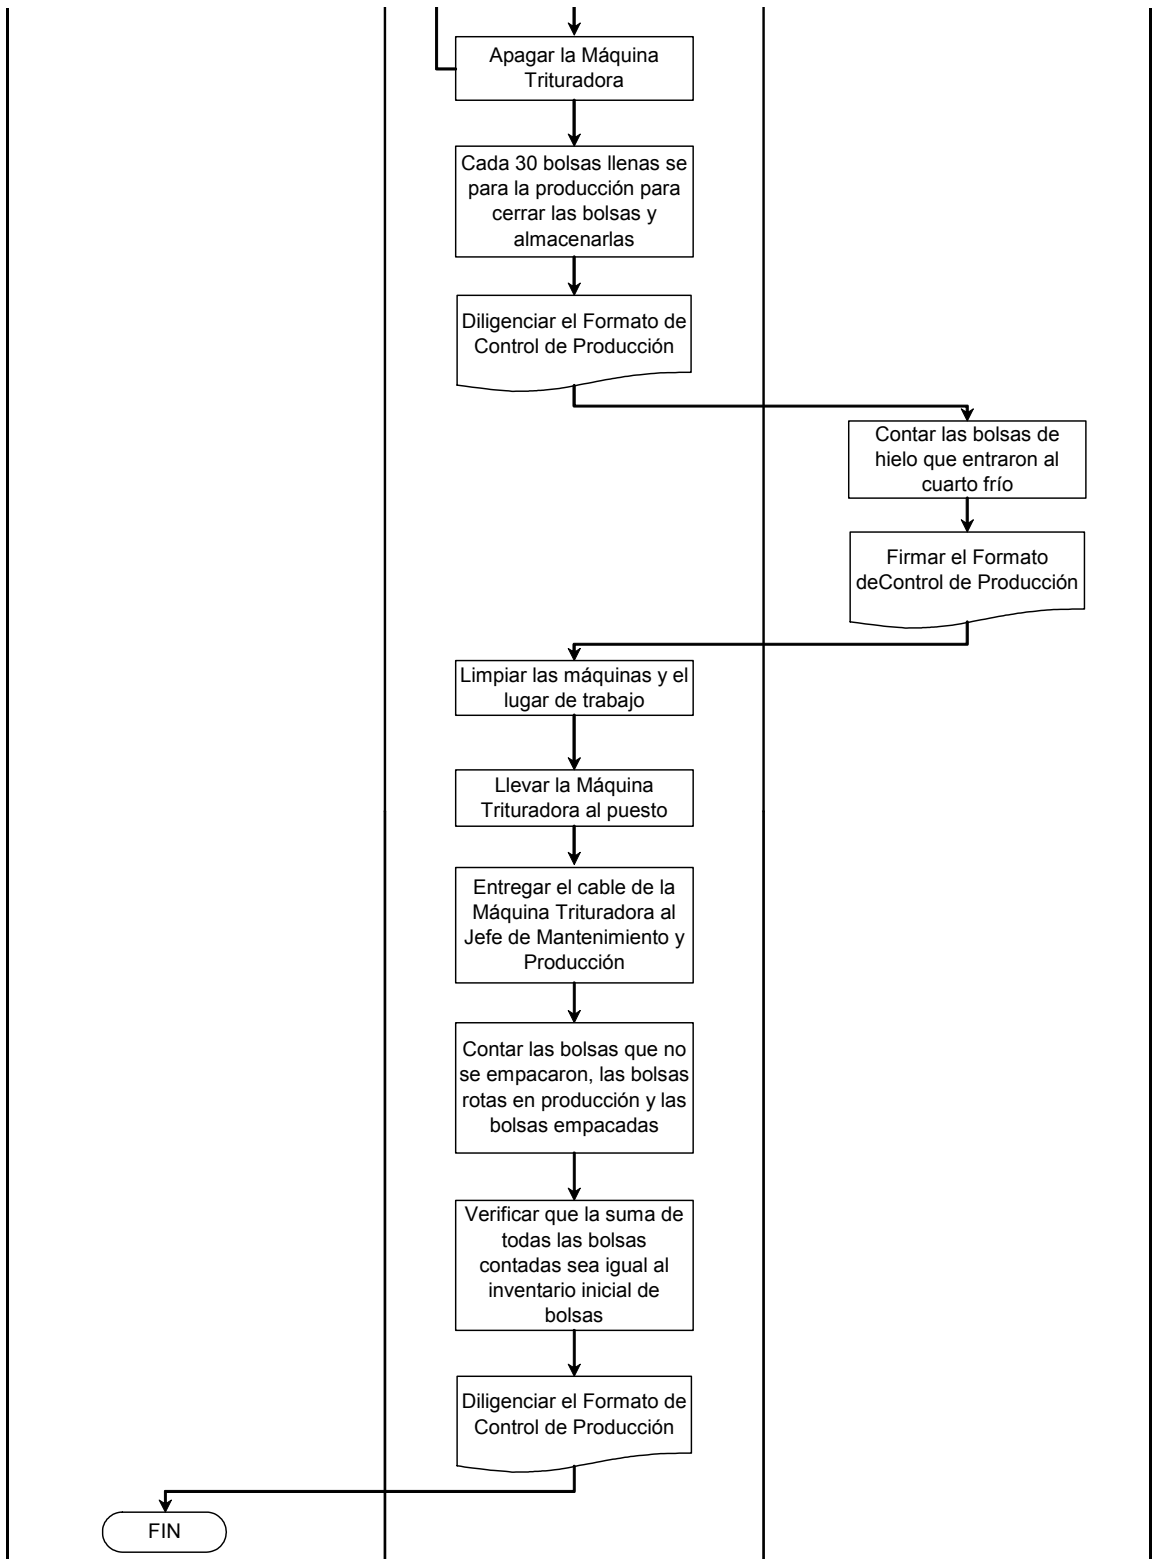 Apagar la Máquina
Trituradora
Cada 30 bolsas llenas se
para la producción para
cerrar las bolsas y
almacenarlas
Diligenciar el Formato de
Control de Producción
Contar las bolsas de
hielo que entraron al
cuarto frío
Firmar el Formato
deControl de Producción
Limpiar las máquinas y el
lugar de trabajo
Llevar la Máquina
Trituradora al puesto
Entregar el cable de la
Máquina Trituradora al
Jefe de Mantenimiento y
Producción
Contar las bolsas que no
se empacaron, las bolsas
rotas en producción y las
bolsas empacadas
Verificar que la suma de
todas las bolsas
contadas sea igual al
inventario inicial de
bolsas
Diligenciar el Formato de
Control de Producción
FIN